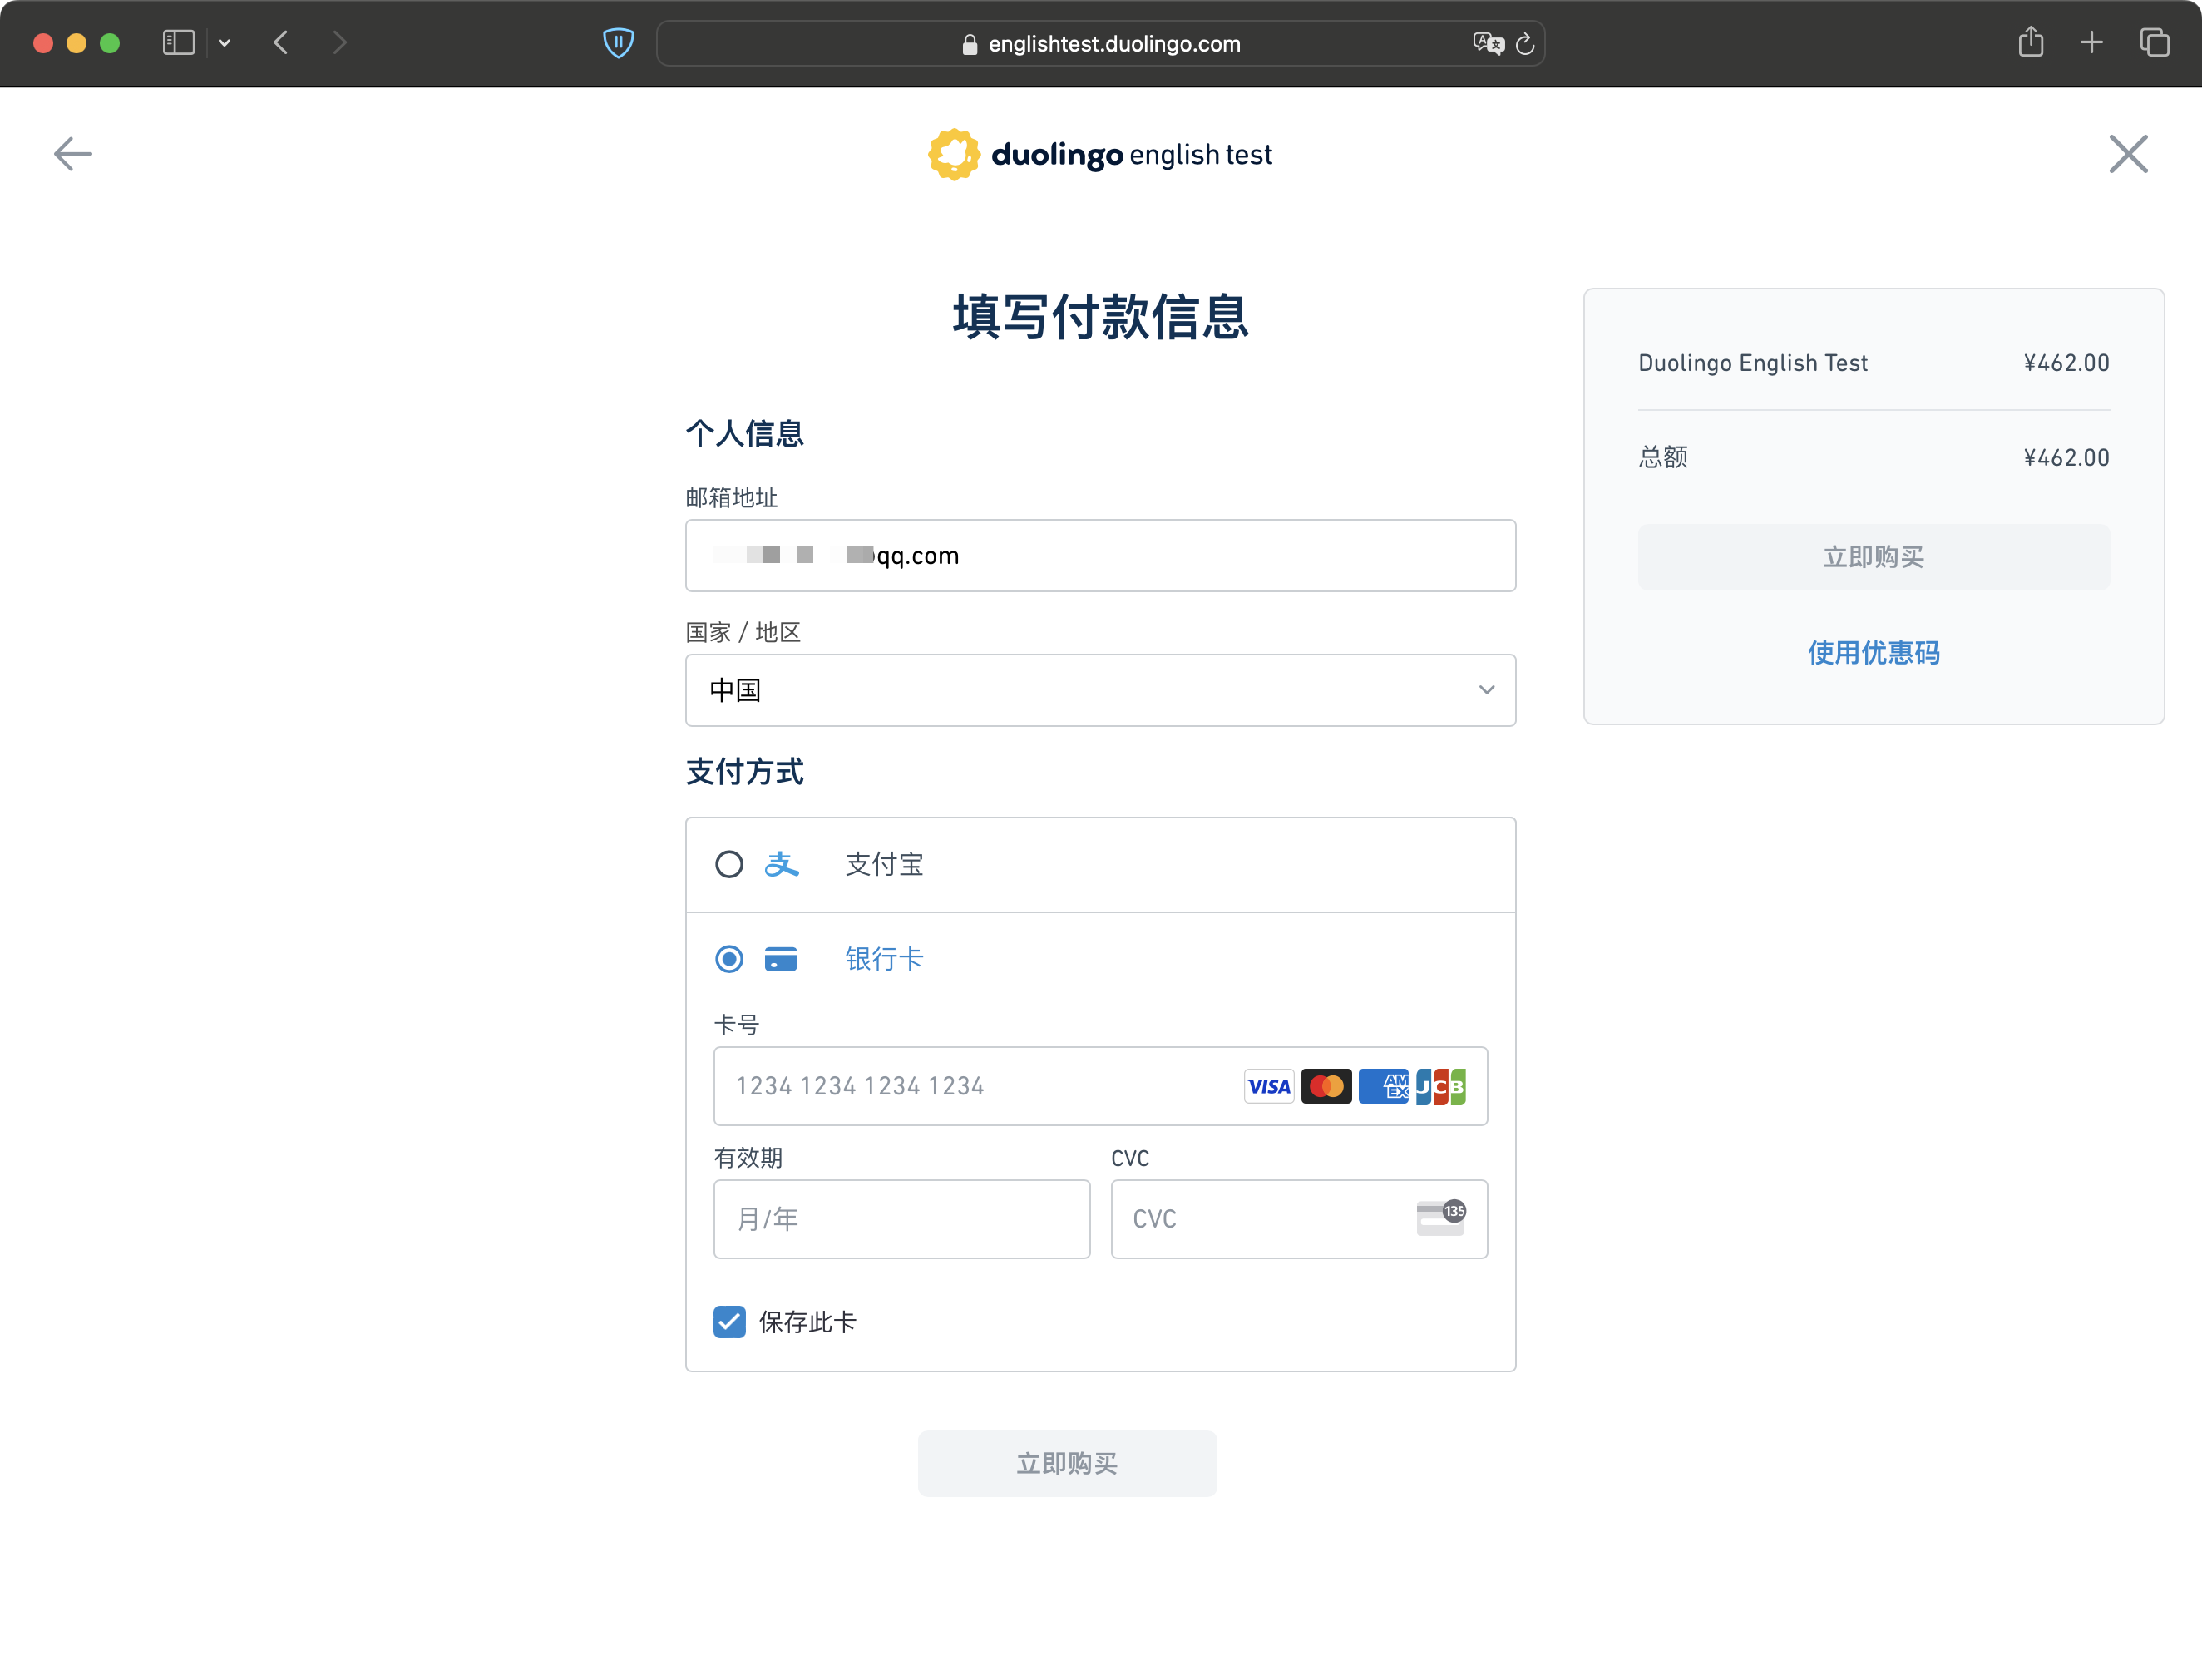 englishtest.duolingo.com
duolingo english test
填写付款信息
个人信息
邮箱地址
qq.com
国家 / 地区
中国
支付方式
支付宝
银行卡
卡号
1234 1234 1234 1234
VISA
AMEX
JCB
有效期
CVC
月/年
CVC
135
保存此卡
立即购买
Duolingo English Test
¥462.00
总额
¥462.00
立即购买
使用优惠码